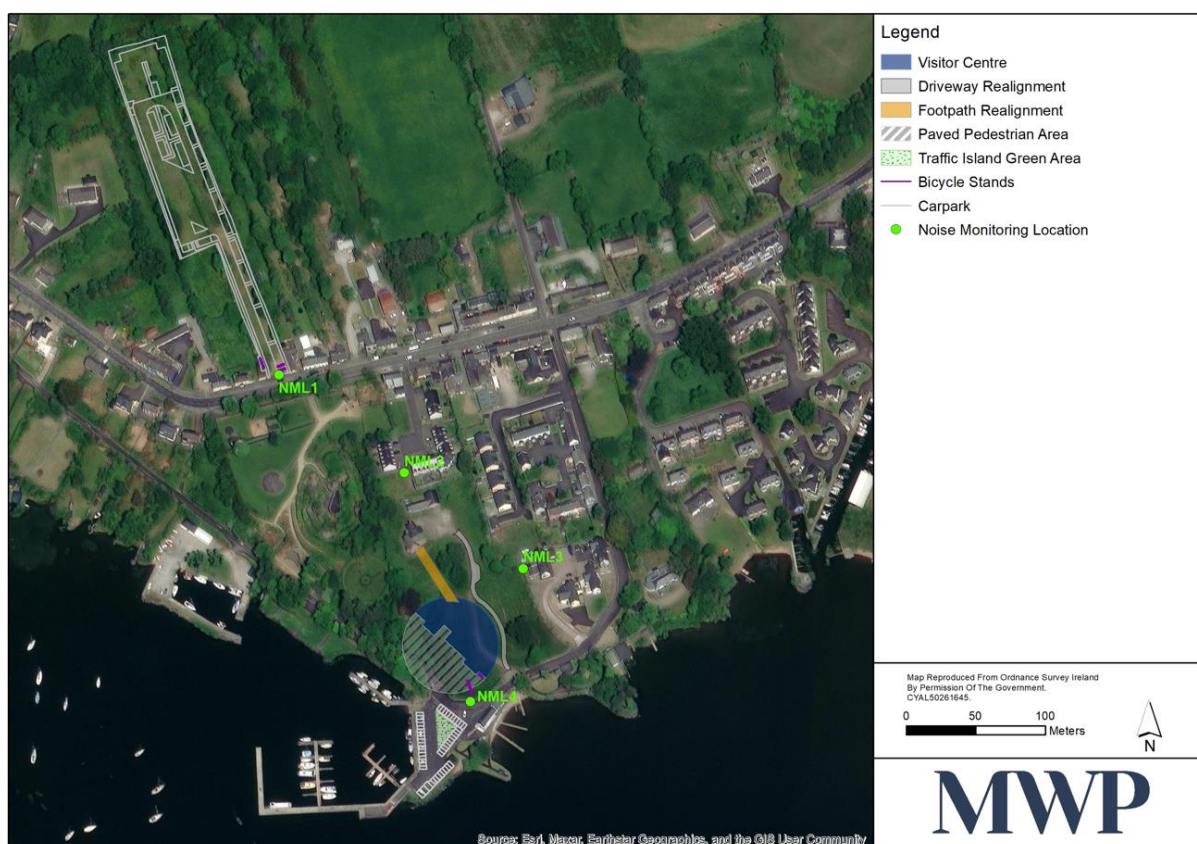 Legend
Visitor Centre
Driveway Realignment
Footpath Realignment
Paved Pedestrian Area
Traffic Island Green Area
Bicycle Stands
Carpark
Noise Monitoring Location
NML1
NML2
NML3
NML4
Map Reproduced From Ordnance Survey Ireland
By Permission Of The Government.
CYAL50261645.
0 50 100
Meters
N
MWP
Source: Esri, Maxar, Earthstar Geographics, and the GIS User Community